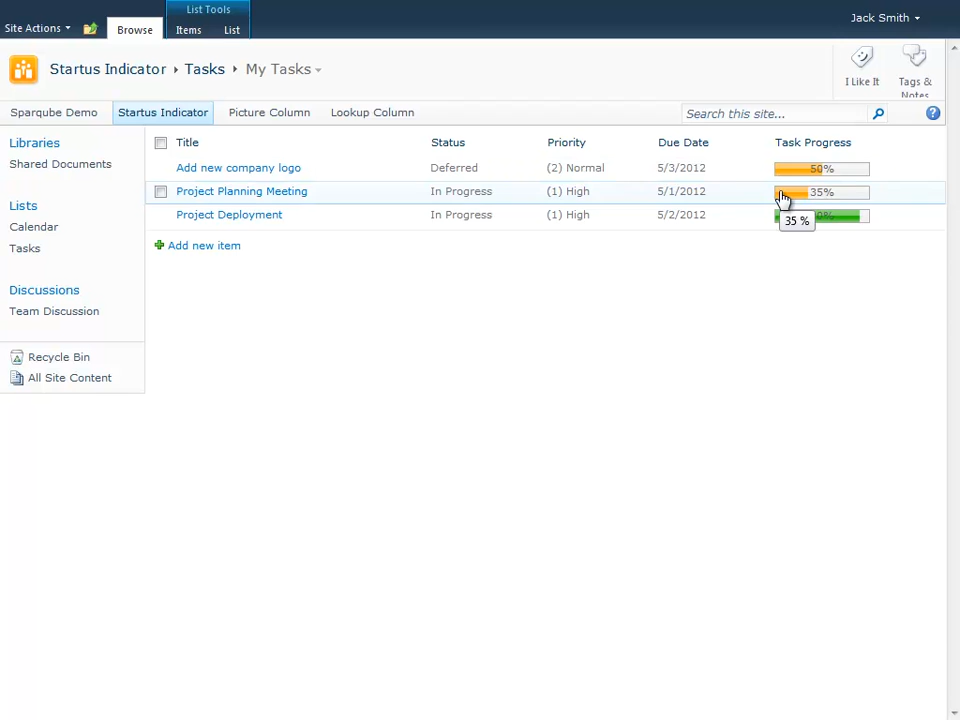 List Tools
Site Actions
Browse
Items
List
Jack Smith
Startus Indicator
Tasks
My Tasks
I Like It
Tags &
Notes
Sparqube Demo
Startus Indicator
Picture Column
Lookup Column
Search this site...
Libraries
Shared Documents
Lists
Calendar
Tasks
Discussions
Team Discussion
Recycle Bin
All Site Content
Title Status Priority Due Date Task Progress
Add new company logo Deferred (2) Normal 5/3/2012 50%
Project Planning Meeting In Progress (1) High 5/1/2012 35%
Project Deployment In Progress (1) High 5/2/2012
35 %
Add new item